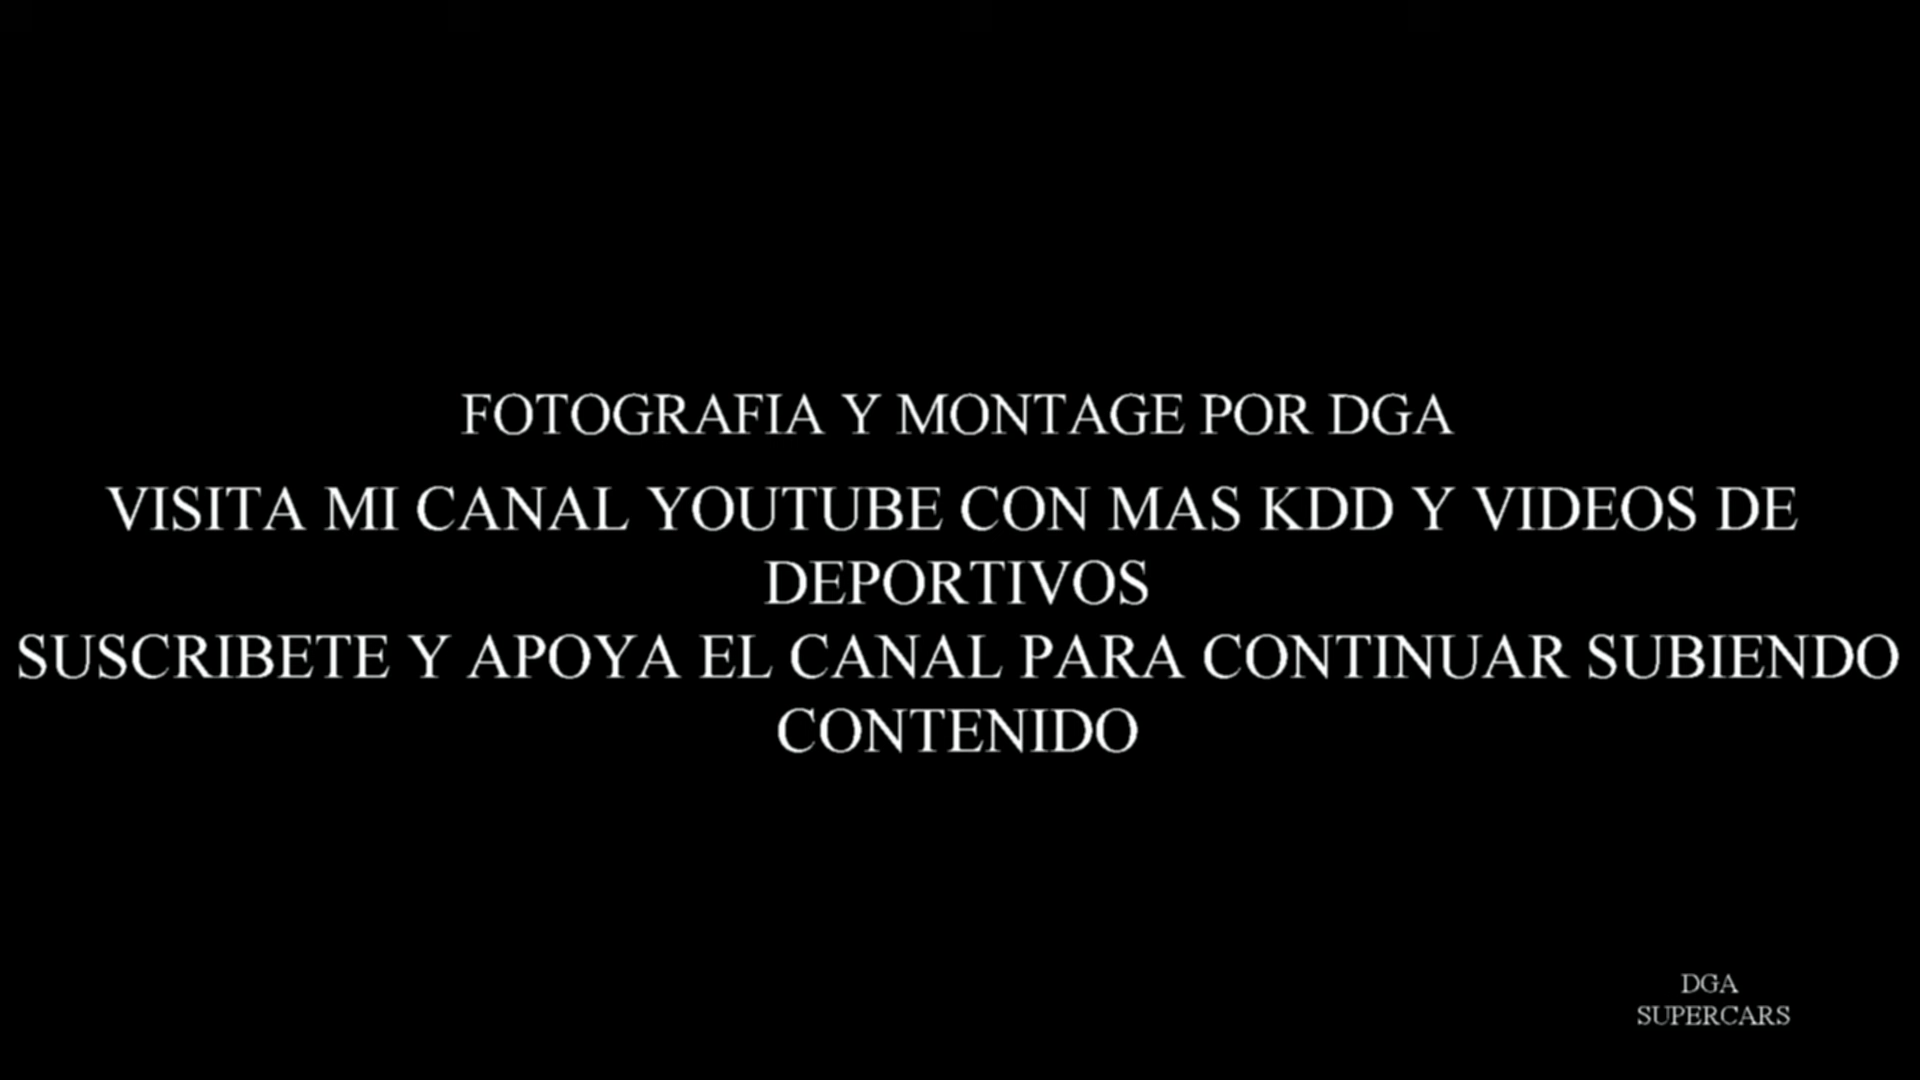 FOTOGRAFIA Y MONTAGE POR DGA
VISITA MI CANAL YOUTUBE CON MAS KDD Y VIDEOS DE
DEPORTIVOS
SUSCRIBETE Y APOYA EL CANAL PARA CONTINUAR SUBIENDO
CONTENIDO
DGA
SUPERCARS